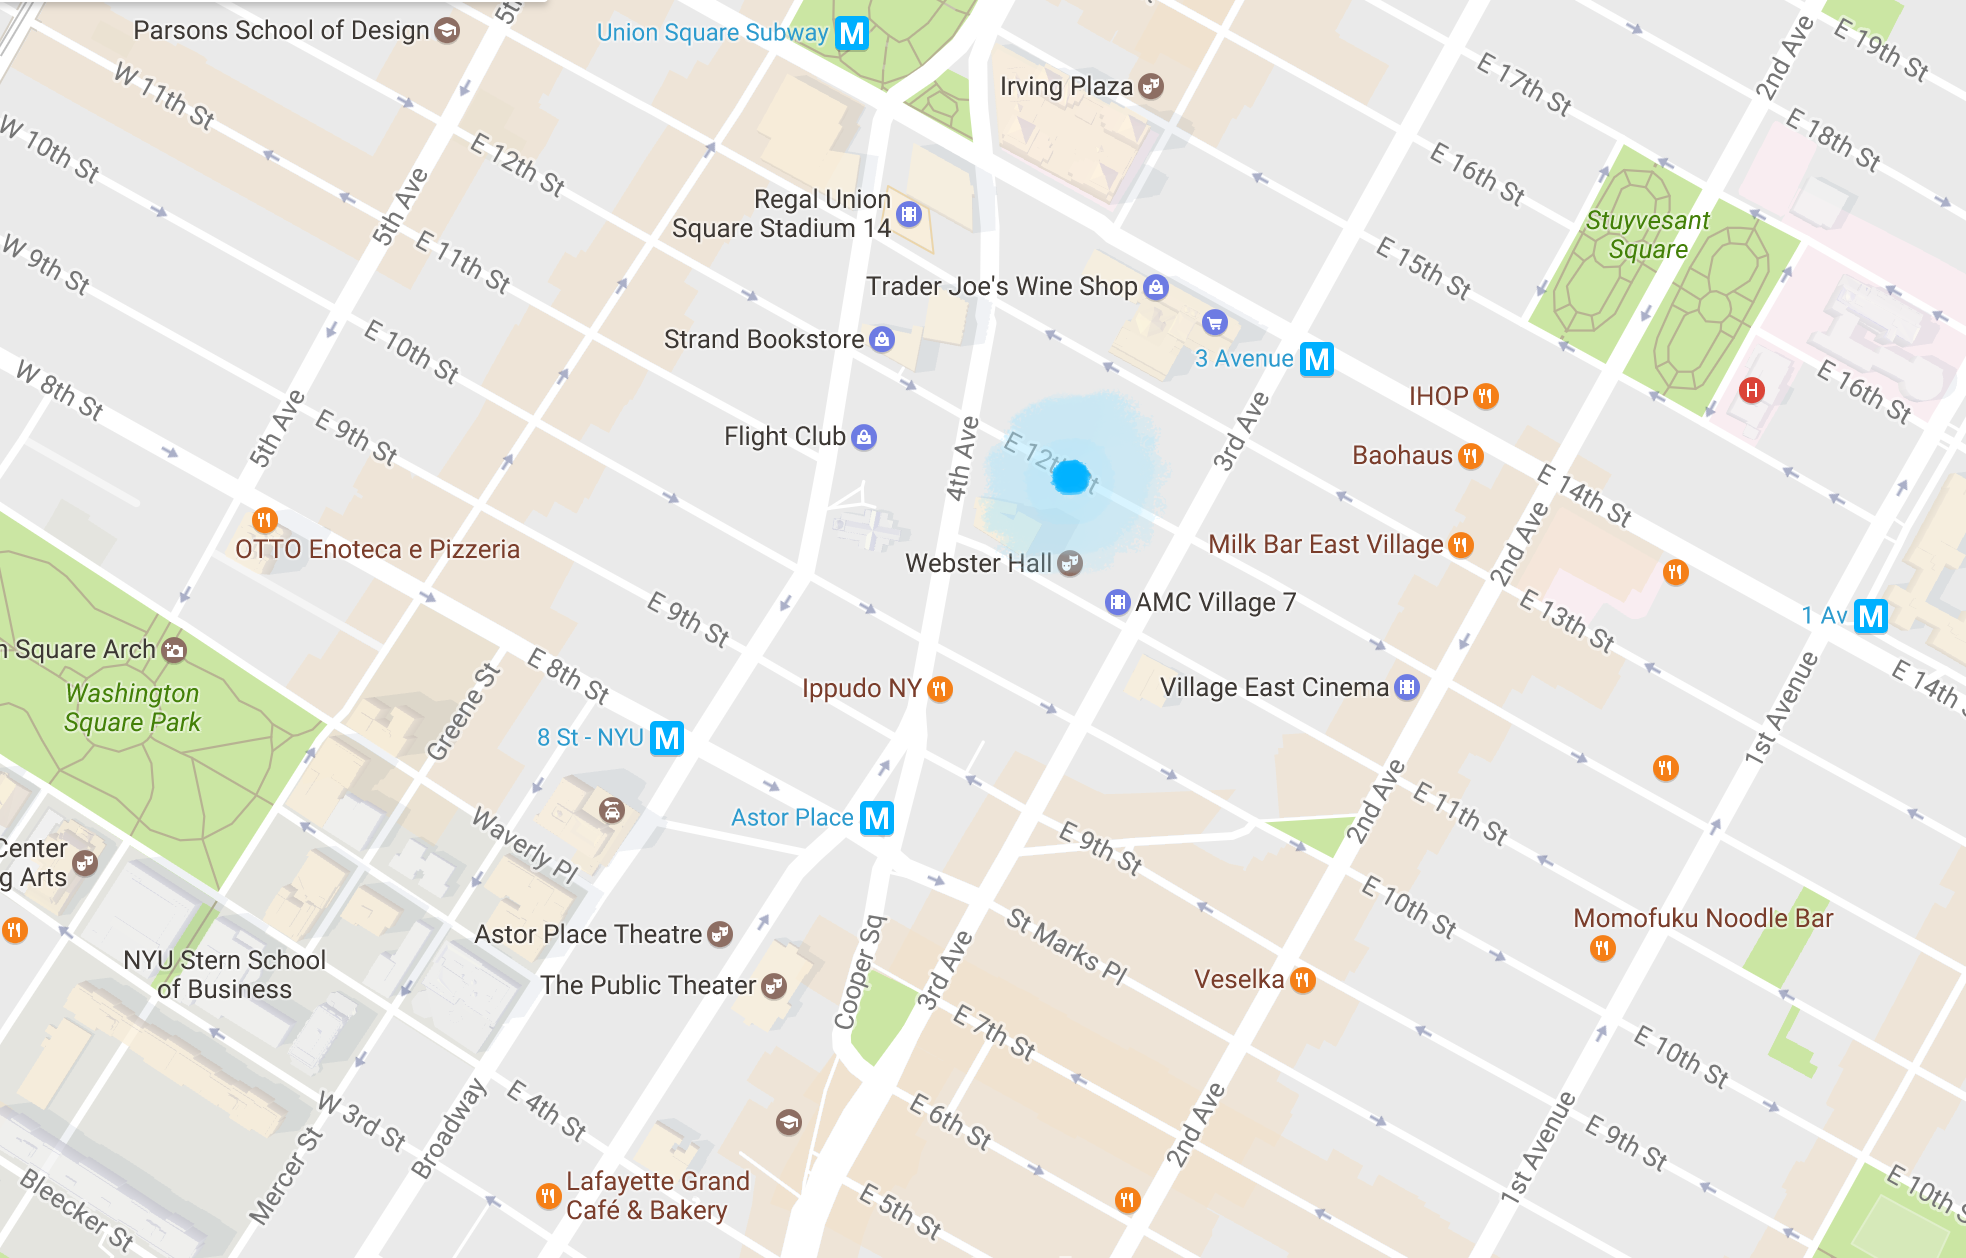 Parsons School of Design
Union Square Subway
M
5th
E 19th St
2nd Ave
E 17th St
Irving Plaza
W 11th St
E 18th St
W 10th St
E 12th St
E 16th St
Regal Union
Square Stadium 14
5th Ave
Stuyvesant
Square
W 9th St
E 11th St
E 15th St
Trader Joe's Wine Shop
Strand Bookstore
3 Avenue
M
E 10th St
W 8th St
IHOP
H
E 16th St
5th Ave
E 9th St
Flight Club
4th Ave
E 12th St
3rd Ave
Baohaus
E 14th St
OTTO Enoteca e Pizzeria
Webster Hall
Milk Bar East Village
2nd Ave
AMC Village 7
E 13th St
1 Av
M
E 9th St
n Square Arch
Washington
Square Park
E 8th St
Greene St
Ippudo NY
Village East Cinema
E 14th S
1st Avenue
8 St - NYU
M
Astor Place
M
2nd Ave
E 11th St
Waverly Pl
E 9th St
Center
g Arts
E 10th St
Astor Place Theatre
St Marks Pl
Momofuku Noodle Bar
NYU Stern School
of Business
The Public Theater
Cooper Sq
3rd Ave
Veselka
E 7th St
E 10th St
W 3rd St
Broadway
E 4th St
E 6th St
2nd Ave
1st Avenue
E 9th St
Mercer St
Bleecker St
Lafayette Grand
Café & Bakery
E 5th St
E 10th S